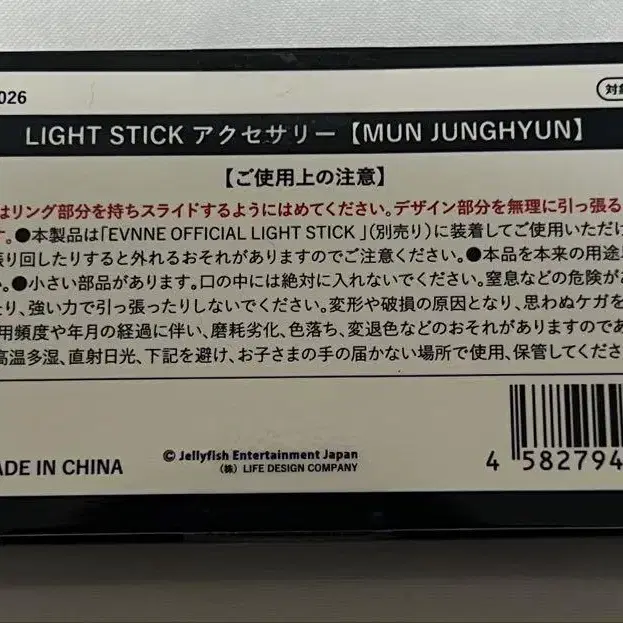 026
対象
LIGHT STICK アクセサリー【MUN JUNGHYUN】
【ご使用上の注意】
はリング部分を持ちスライドするようにはめてください。デザイン部分を無理に引っ張る
す。●本製品は「EVNNE OFFICIAL LIGHT STICK 」(別売り)に装着してご使用いただけ
振り回したりすると外れるおそれがありますのでご注意ください。●本品を本来の用途
い。●小さい部品があります。口の中には絶対に入れないでください。窒息などの危険があ
たり、強い力で引っ張ったりしないでください。変形や破損の原因となり、思わぬケガを
用頻度や年月の経過に伴い、磨耗劣化、色落ち、変退色などのおそれがありますのであ
高温多湿、直射日光、下記を避け、お子さまの手の届かない場所で使用、保管してくださ
ADE IN CHINA
© Jellyfish Entertainment Japan
(株) LIFE DESIGN COMPANY
4 582794